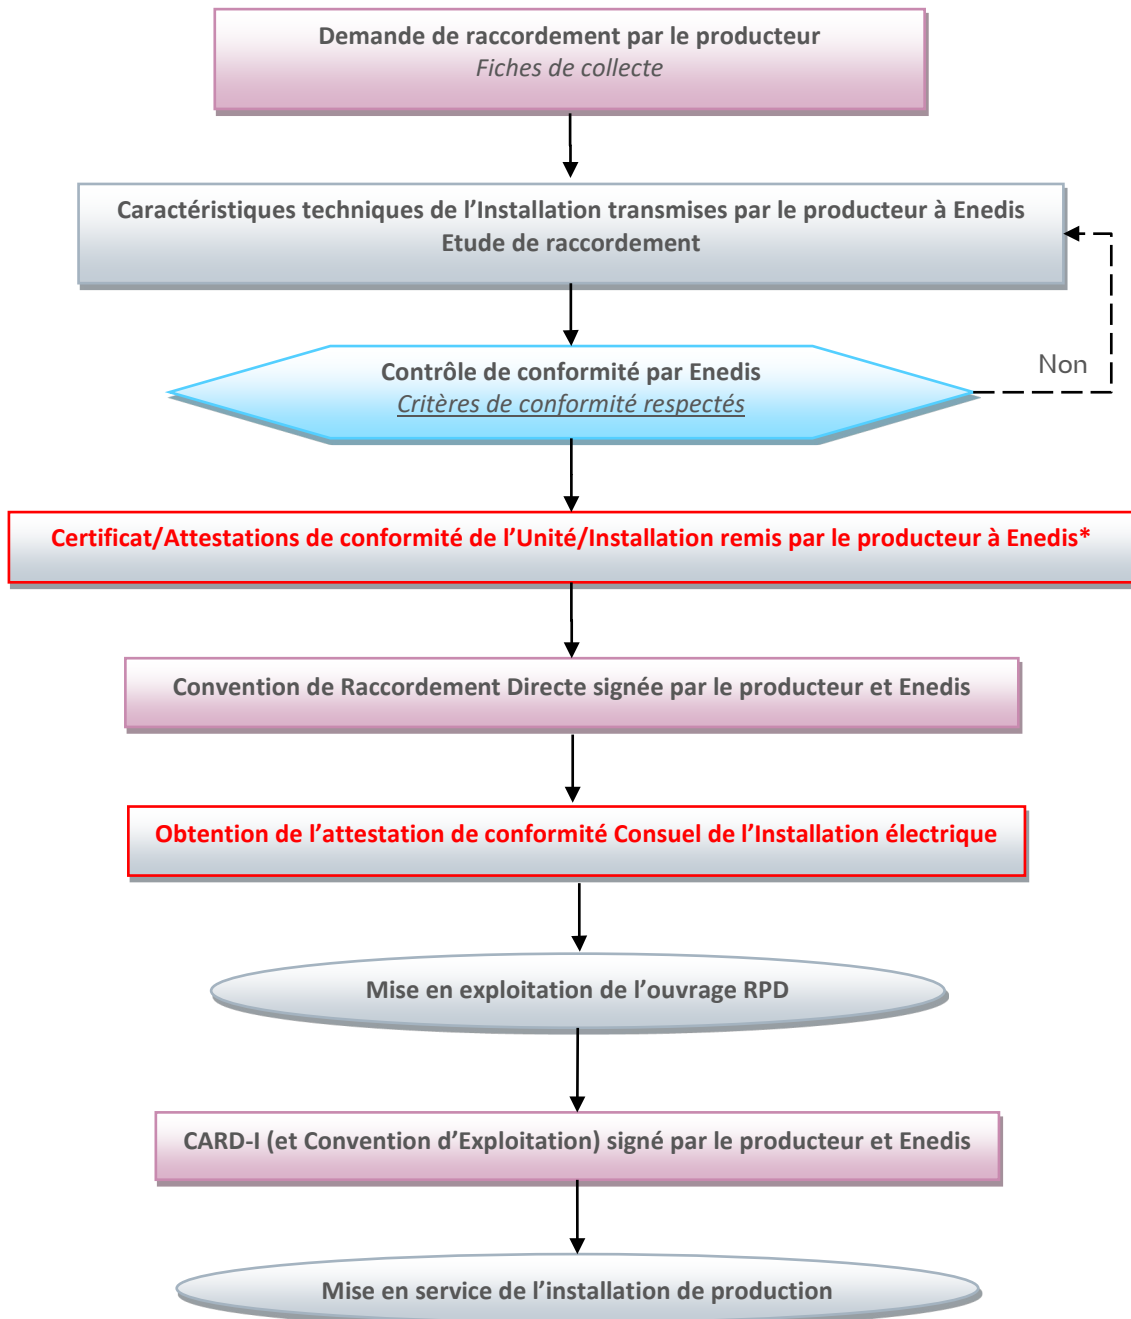 Demande de raccordement par le producteur
Fiches de collecte
Caractéristiques techniques de l’Installation transmises par le producteur à Enedis
Etude de raccordement
Contrôle de conformité par Enedis
Critères de conformité respectés
Non
Certificat/Attestations de conformité de l’Unité/Installation remis par le producteur à Enedis*
Convention de Raccordement Directe signée par le producteur et Enedis
Obtention de l’attestation de conformité Consuel de l’Installation électrique
Mise en exploitation de l’ouvrage RPD
CARD-I (et Convention d’Exploitation) signé par le producteur et Enedis
Mise en service de l’installation de production